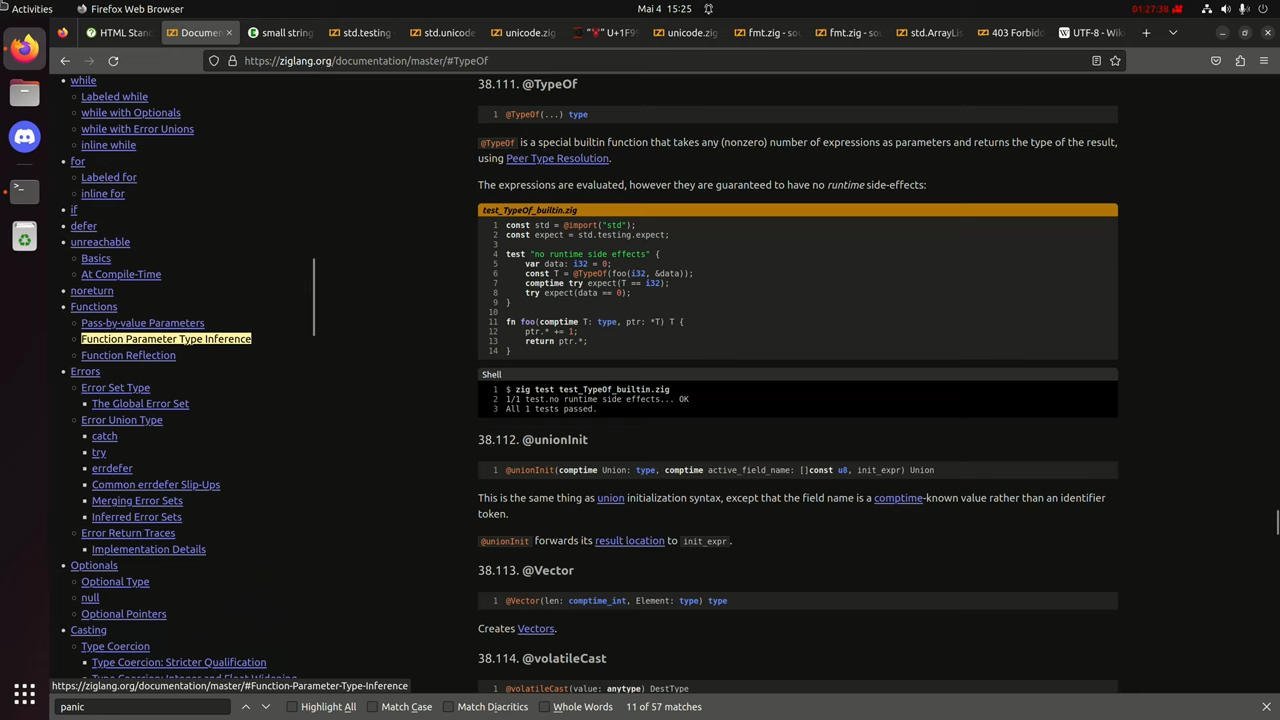 Activities
Firefox Web Browser
Mai 4 15:25
01:27:38
HTML Stan
Documen
small string
std.testing
std.unicode
unicode.zig
"🦞" U+1F99
unicode.zig
fmt.zig - so
fmt.zig - sou
std.ArrayLis
403 Forbidd
UTF-8 - Wiki
https://ziglang.org/documentation/master/#TypeOf
while
Labeled while
while with Optionals
while with Error Unions
inline while
for
Labeled for
inline for
if
defer
unreachable
Basics
At Compile-Time
noreturn
Functions
Pass-by-value Parameters
Function Parameter Type Inference
Function Reflection
Errors
Error Set Type
The Global Error Set
Error Union Type
catch
try
errdefer
Common errdefer Slip-Ups
Merging Error Sets
Inferred Error Sets
Error Return Traces
Implementation Details
Optionals
Optional Type
null
Optional Pointers
Casting
Type Coercion
Type Coercion: Stricter Qualification
Type Coercion: Integer and Float Widening
https://ziglang.org/documentation/master/#Function-Parameter-Type-Inference
38.111. @TypeOf
1 @TypeOf(...) type
@TypeOf is a special builtin function that takes any (nonzero) number of expressions as parameters and returns the type of the result,
using Peer Type Resolution.
The expressions are evaluated, however they are guaranteed to have no runtime side-effects:
test_TypeOf_builtin.zig
1 const std = @import("std");
2 const expect = std.testing.expect;
3
4 test "no runtime side effects" {
5 var data: i32 = 0;
6 const T = @TypeOf(foo(i32, &data));
7 comptime try expect(T == i32);
8 try expect(data == 0);
9 }
10
11 fn foo(comptime T: type, ptr: *T) T {
12 ptr.* += 1;
13 return ptr.*;
14 }
Shell
1 $ zig test test_TypeOf_builtin.zig
2 1/1 test.no runtime side effects... OK
3 All 1 tests passed.
38.112. @unionInit
1 @unionInit(comptime Union: type, comptime active_field_name: []const u8, init_expr) Union
This is the same thing as union initialization syntax, except that the field name is a comptime-known value rather than an identifier
token.
@unionInit forwards its result location to init_expr.
38.113. @Vector
1 @Vector(len: comptime_int, Element: type) type
Creates Vectors.
38.114. @volatileCast
1 @volatileCast(value: anytype) DestType
panic
Highlight All
Match Case
Match Diacritics
Whole Words
11 of 57 matches